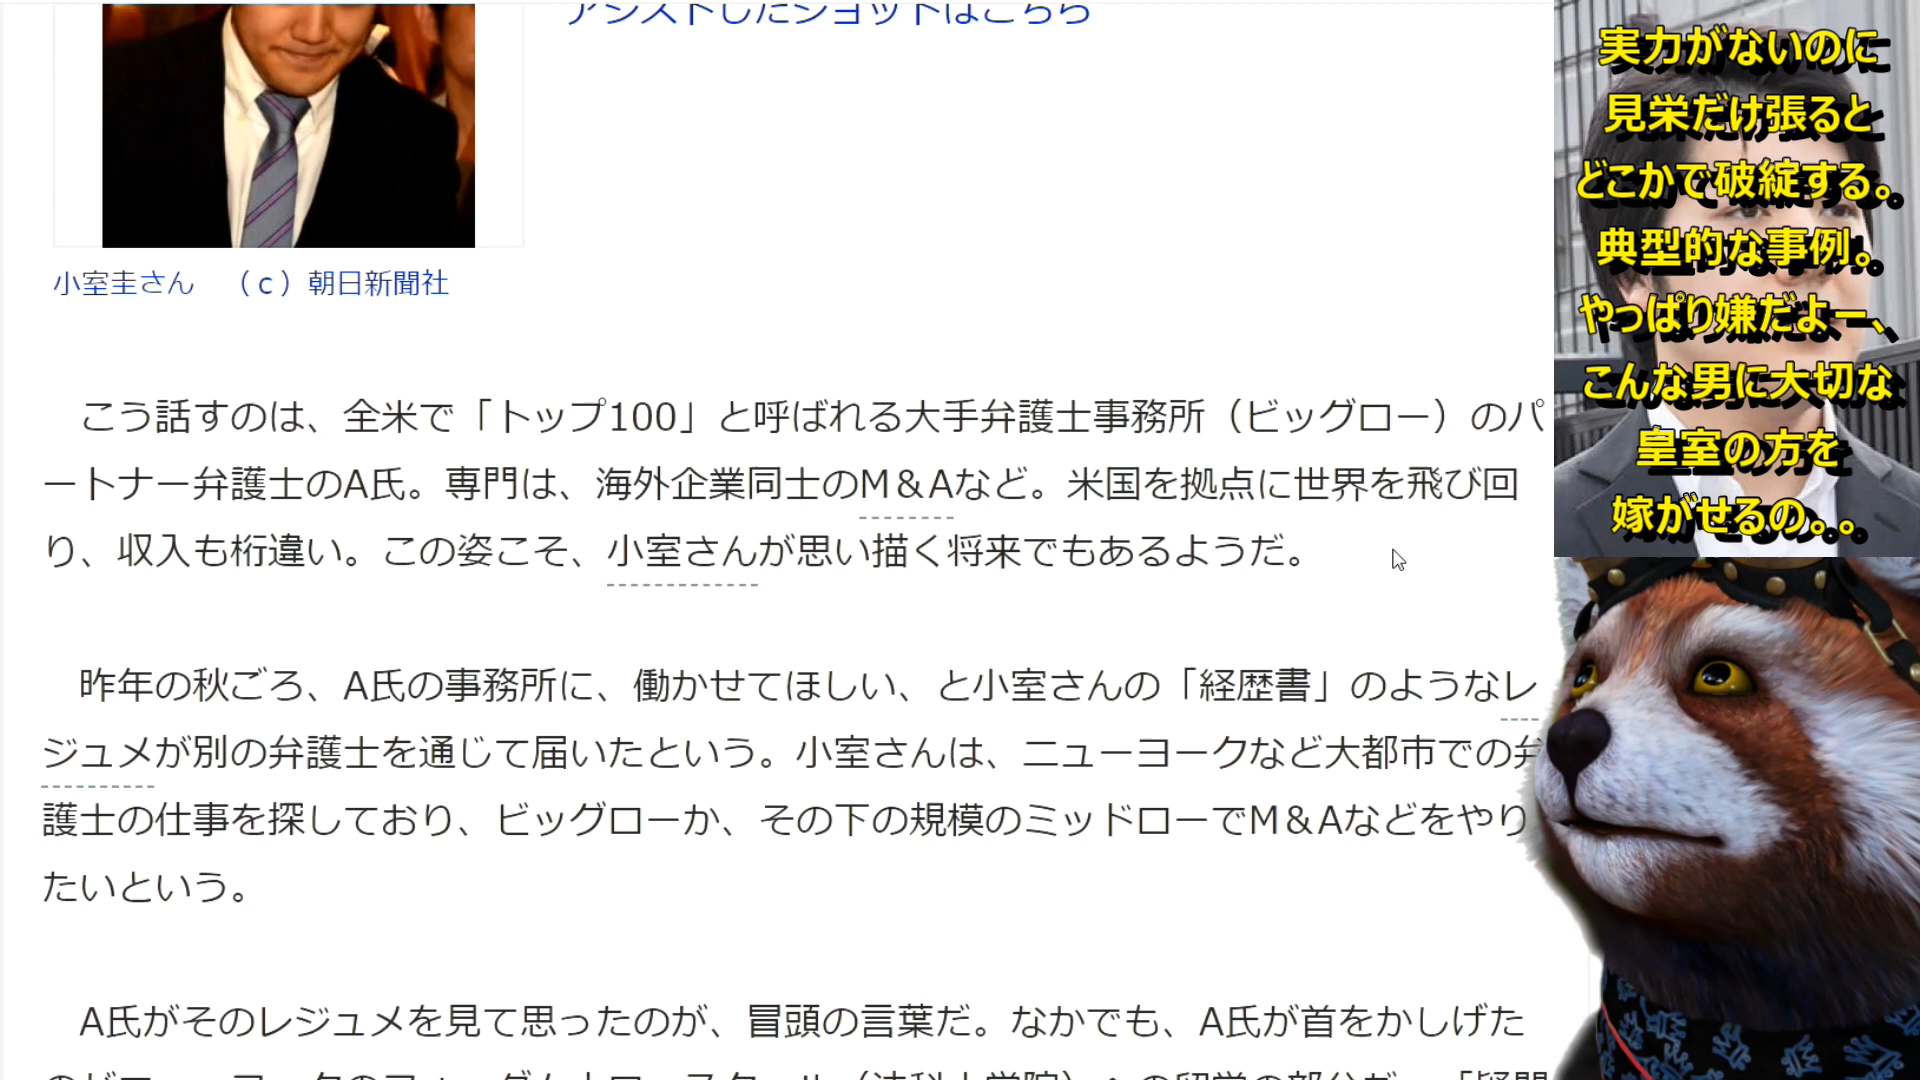 アシストしたショットはこちら
小室圭さん （ｃ）朝日新聞社
こう話すのは、全米で「トップ100」と呼ばれる大手弁護士事務所（ビッグロー）のパ
ートナー弁護士のA氏。専門は、海外企業同士のM＆Aなど。米国を拠点に世界を飛び回
り、収入も桁違い。この姿こそ、小室さんが思い描く将来でもあるようだ。
昨年の秋ごろ、A氏の事務所に、働かせてほしい、と小室さんの「経歴書」のようなレ
ジュメが別の弁護士を通じて届いたという。小室さんは、ニューヨークなど大都市での弁
護士の仕事を探しており、ビッグローか、その下の規模のミッドローでM＆Aなどをやり
たいという。
A氏がそのレジュメを見て思ったのが、冒頭の言葉だ。なかでも、A氏が首をかしげた
実力がないのに
見栄だけ張ると
どこかで破綻する。
典型的な事例。
やっぱり嫌だよー、
こんな男に大切な
皇室の方を
嫁がせるの。。。